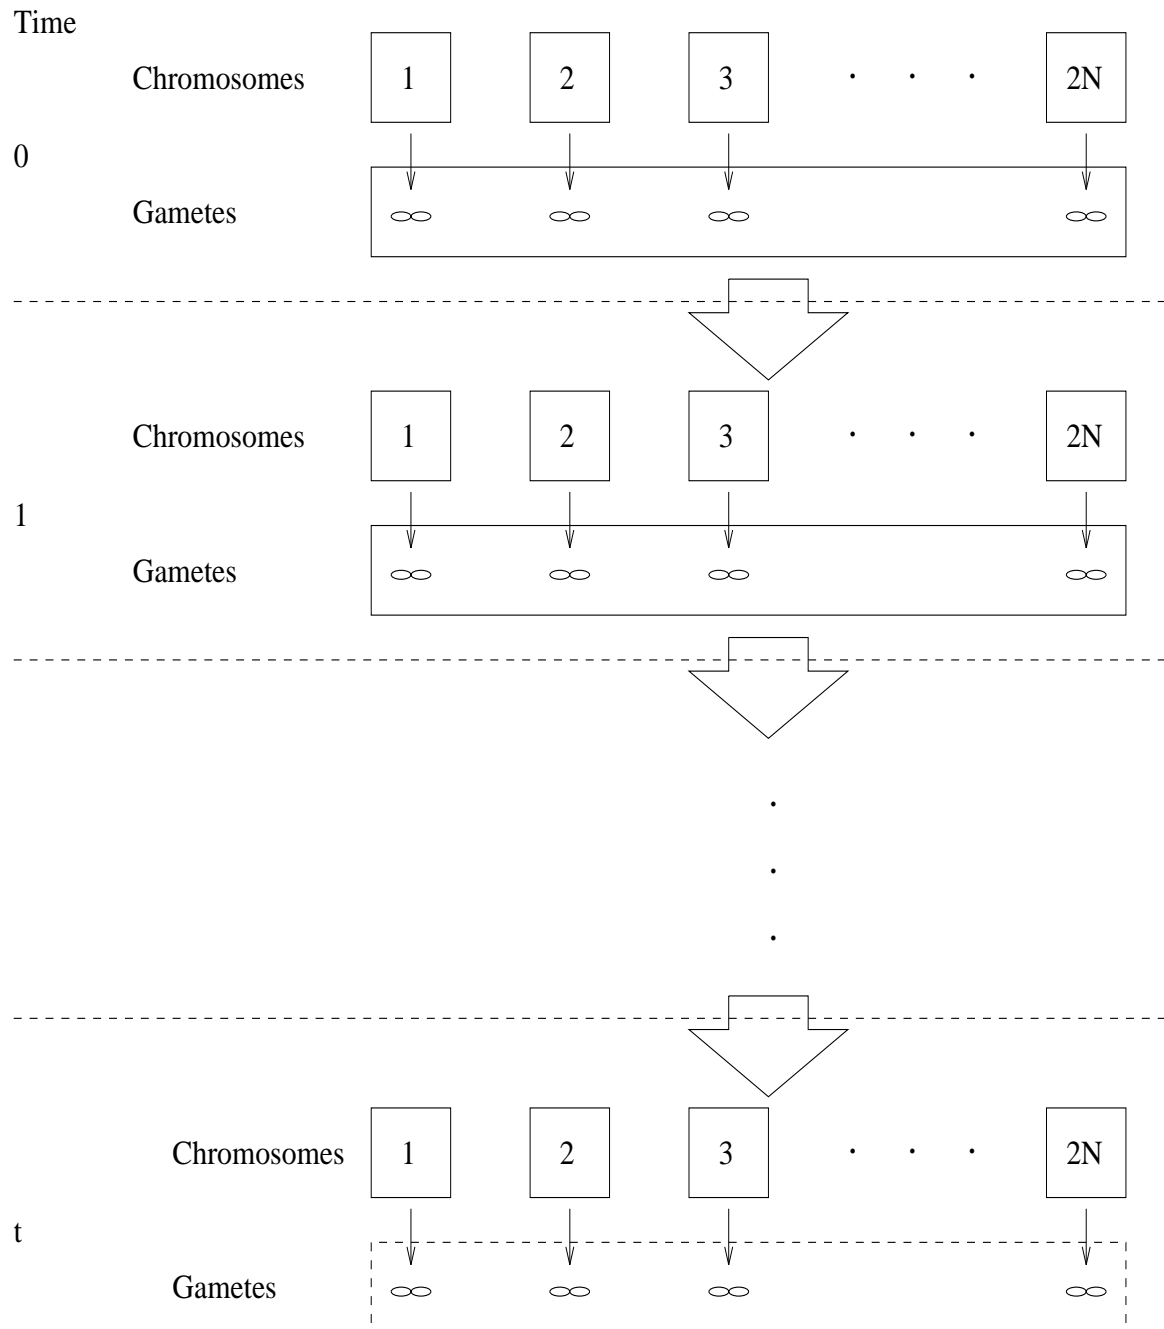 Time
Chromosomes 1 2 3 . . . 2N
0
Gametes
Chromosomes 1 2 3 . . . 2N
1
Gametes
.
.
.
Chromosomes 1 2 3 . . . 2N
t
Gametes